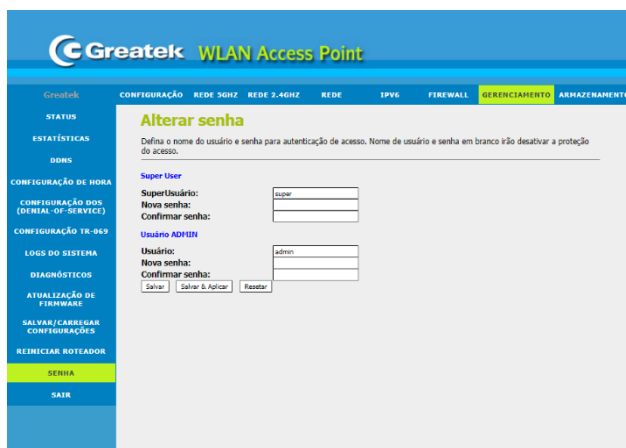 Greatek WLAN Access Point
Greatek
CONFIGURAÇÃO REDE 5GHZ REDE 2.4GHZ REDE IPV6 FIREWALL GERENCIAMENTO ARMAZENAMENTO
STATUS
ESTATÍSTICAS
DDNS
CONFIGURAÇÃO DE HORA
CONFIGURAÇÃO DOS
(DENIAL-OF-SERVICE)
CONFIGURAÇÃO TR-069
LOGS DO SISTEMA
DIAGNÓSTICOS
ATUALIZAÇÃO DE
FIRMWARE
SALVAR/CARREGAR
CONFIGURAÇÕES
REINICIAR ROTEADOR
SENHA
SAIR
Alterar senha
Defina o nome do usuário e senha para autenticação de acesso. Nome de usuário e senha em branco irão desativar a proteção
do acesso.
Super User
SuperUsuário: super
Nova senha:
Confirmar senha:
Usuário ADMIN
Usuário: admin
Nova senha:
Confirmar senha:
Salvar Salvar & Aplicar Resetar